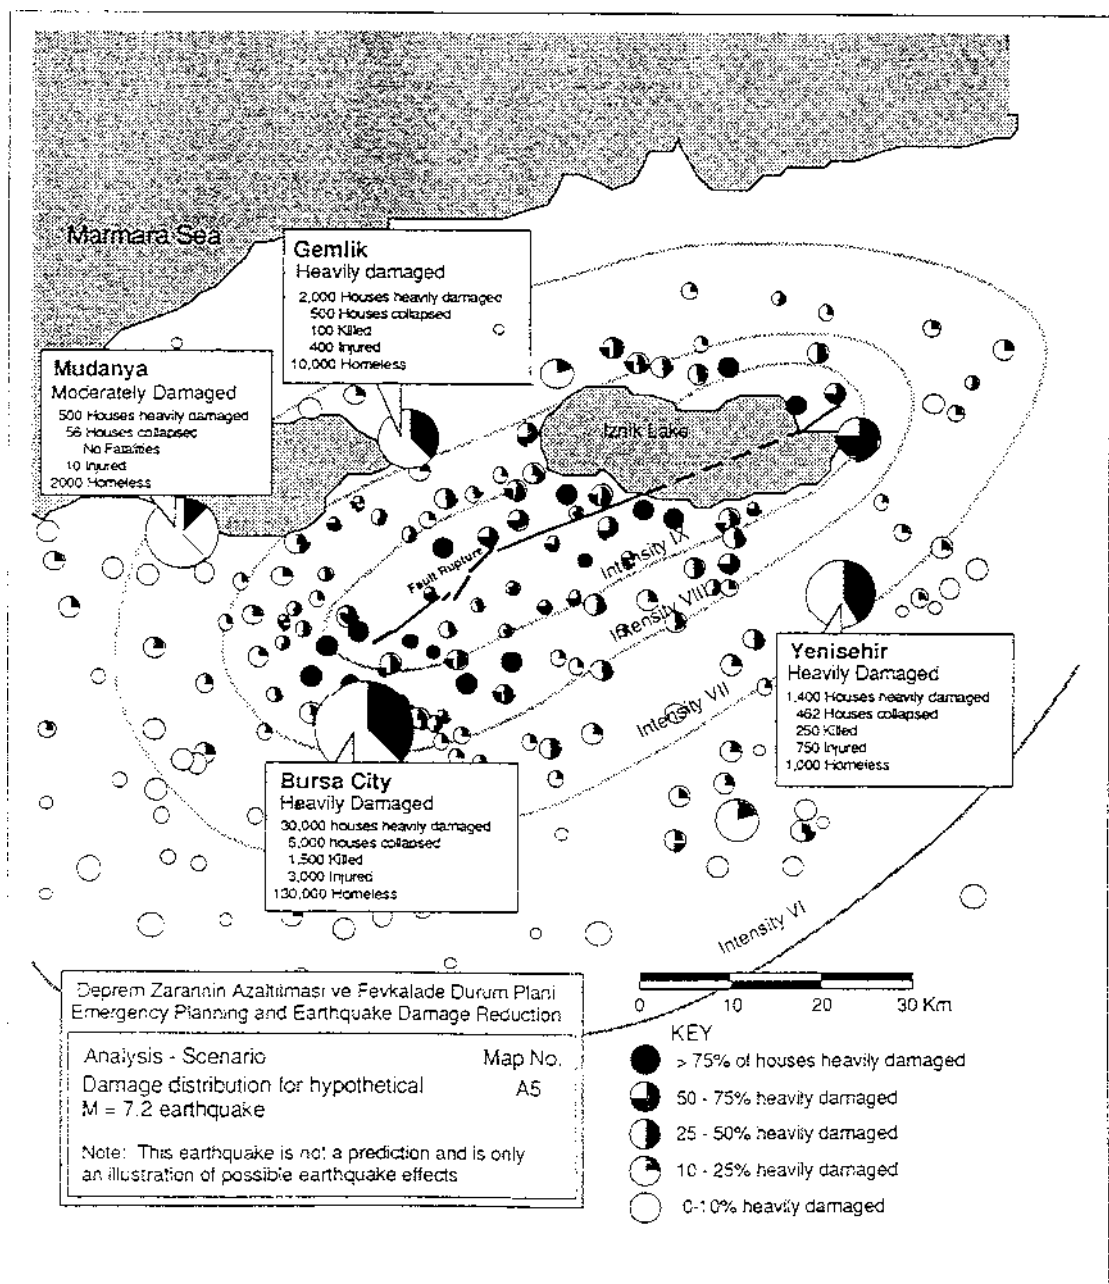 Marmara Sea
Gemlik
Heavily damaged
2,000 Houses heavily damaged
500 Houses collapsed
100 Killed
400 Injured
10,000 Homeless
Mudanya
Moderately Damaged
500 Houses heavily damaged
56 Houses collapsed
No Fatalities
10 Injured
2000 Homeless
Iznik Lake
Fault Rupture
Intensity IX
Intensity VIII
Intensity VII
Yenisehir
Heavily Damaged
1,400 Houses heavily damaged
462 Houses collapsed
250 Killed
750 Injured
1,000 Homeless
Bursa City
Heavily Damaged
30,000 houses heavily damaged
5,000 houses collapsed
1,500 Killed
3,000 Injured
130,000 Homeless
Intensity VI
Deprem Zararinin Azaltilması ve Fevkalade Durum Plani
Emergency Planning and Earthquake Damage Reduction
Analysis - Scenario Map No.
Damage distribution for hypothetical A5
M = 7.2 earthquake
Note: This earthquake is not a prediction and is only
an illustration of possible earthquake effects
0 10 20 30 Km
KEY
> 75% of houses heavily damaged
50 - 75% heavily damaged
25 - 50% heavily damaged
10 - 25% heavily damaged
0-10% heavily damaged